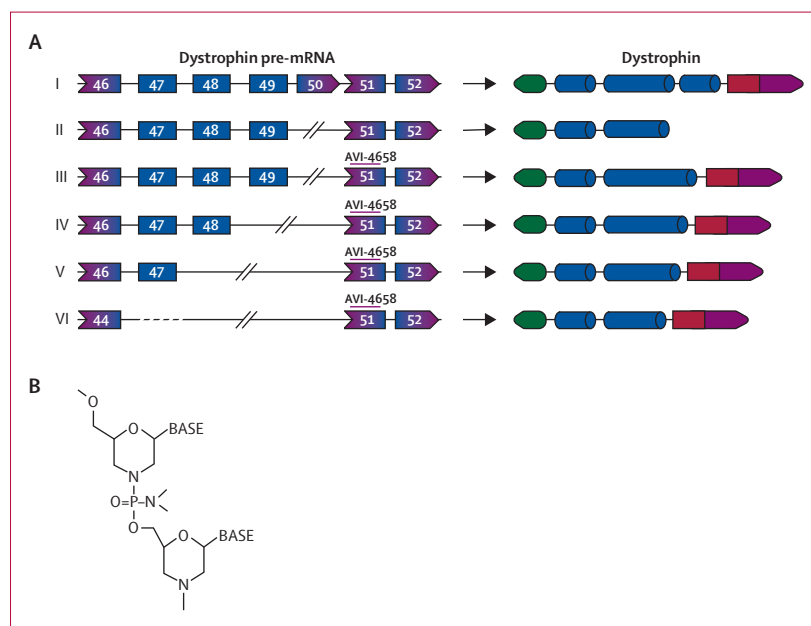 A
Dystrophin pre-mRNA Dystrophin
I 46 47 48 49 50 51 52
II 46 47 48 49 51 52
AVI-4658
III 46 47 48 49 51 52
AVI-4658
IV 46 47 48 51 52
AVI-4658
V 46 47 51 52
AVI-4658
VI 44 51 52
B
O
O BASE
N
O=P–N
O O BASE
N